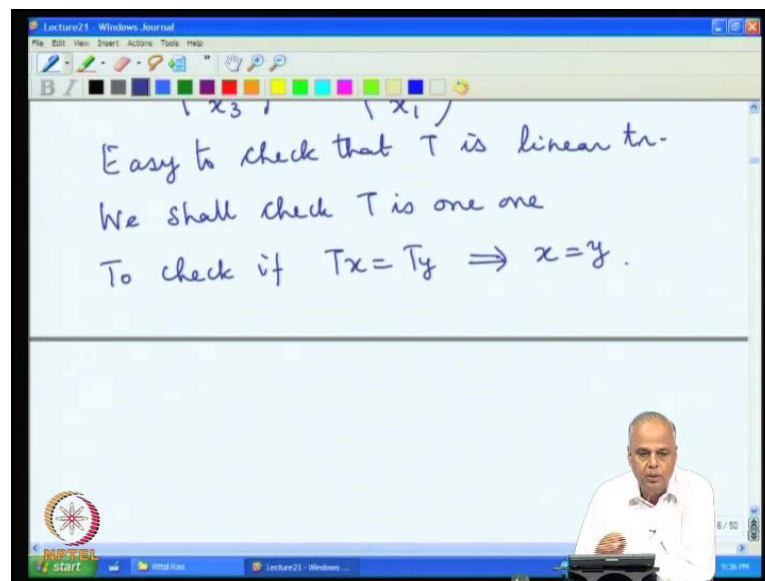 Lecture21 - Windows Journal
File Edit View Insert Actions Tools Help
B I
x3 x1
Easy to check that T is linear tr.
We shall check T is one one
To check if Tx = Ty ⇒ x = y.
6 / 50
NPTEL
start Vittal Rao Lecture21 - Windows ... 9:36 PM